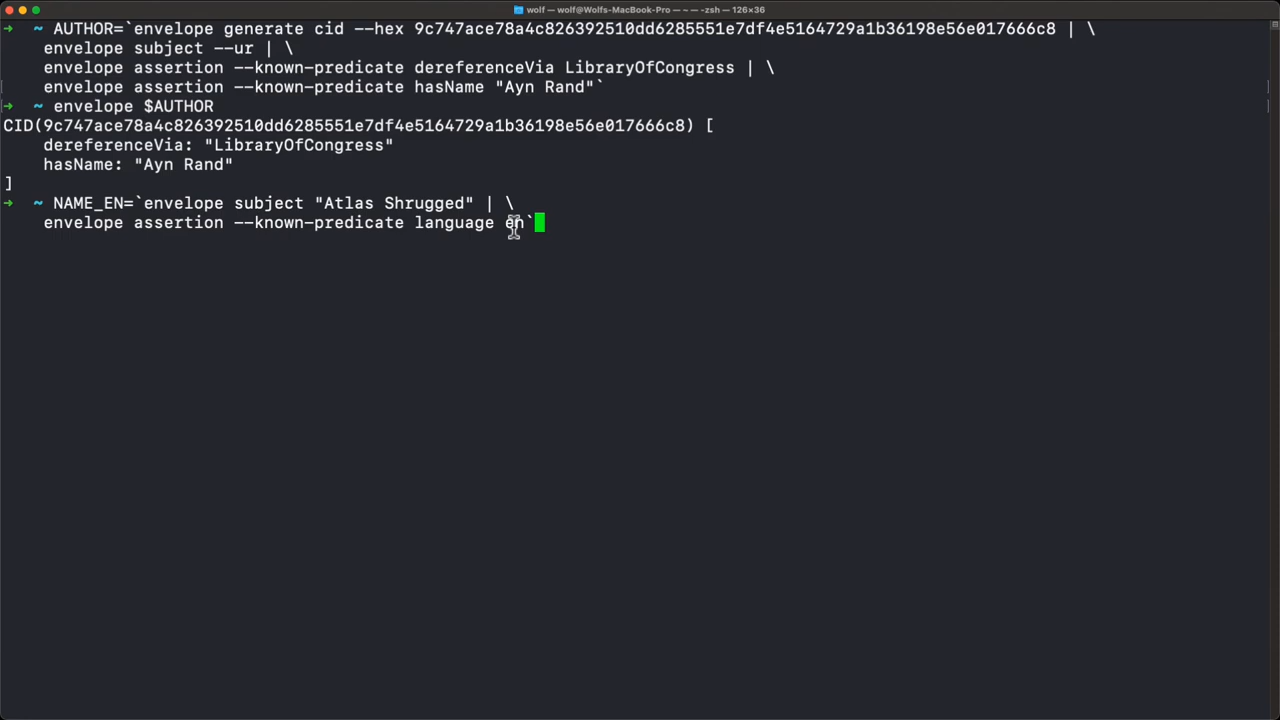 wolf — wolf@Wolfs-MacBook-Pro — ~ — -zsh — 126×36
➜ ~ AUTHOR=`envelope generate cid --hex 9c747ace78a4c826392510dd6285551e7df4e5164729a1b36198e56e017666c8 | \
envelope subject --ur | \
envelope assertion --known-predicate dereferenceVia LibraryOfCongress | \
envelope assertion --known-predicate hasName "Ayn Rand"`
➜ ~ envelope $AUTHOR
CID(9c747ace78a4c826392510dd6285551e7df4e5164729a1b36198e56e017666c8) [
dereferenceVia: "LibraryOfCongress"
hasName: "Ayn Rand"
]
➜ ~ NAME_EN=`envelope subject "Atlas Shrugged" | \
envelope assertion --known-predicate language en`